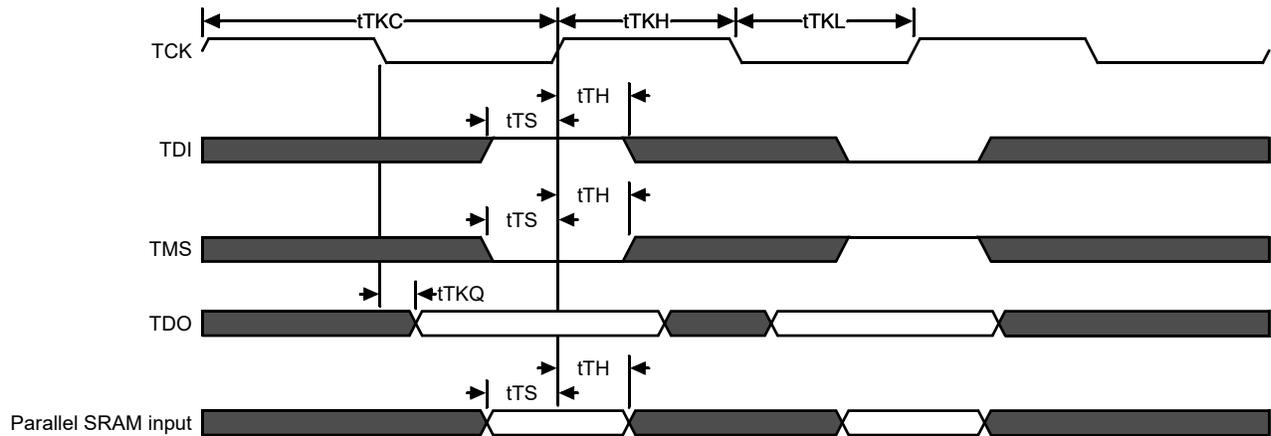 tTKC
tTKH
tTKL
TCK
tTH
tTS
TDI
tTH
tTS
TMS
tTKQ
TDO
tTH
tTS
Parallel SRAM input